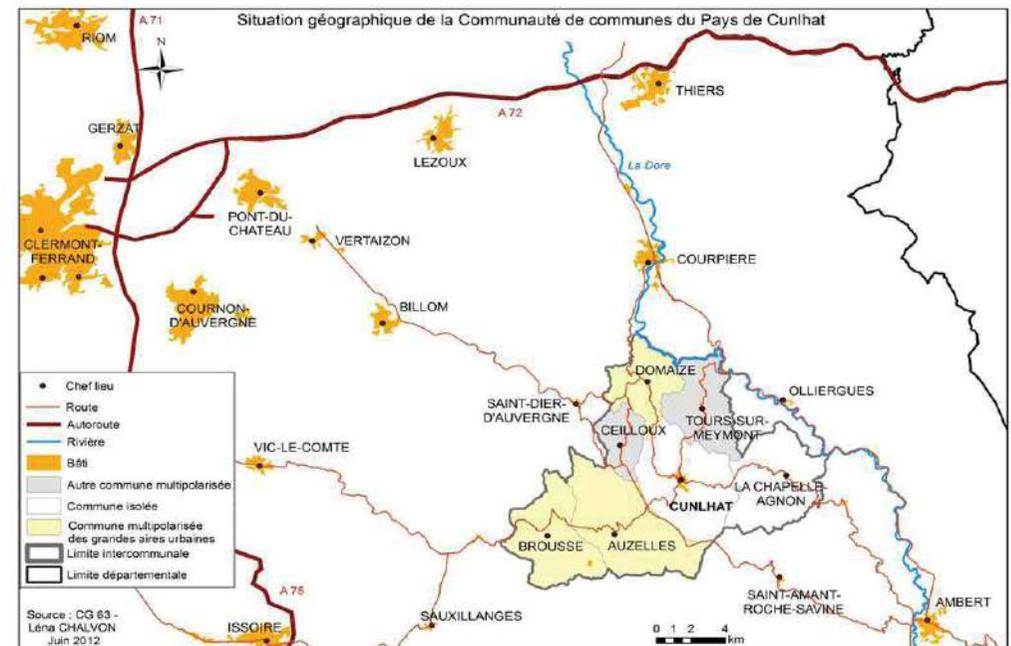 Situation géographique de la Communauté de communes du Pays de Cunlhat
A 71
RIOM
N
THIERS
A 72
GERZAT
LEZOUX
La Dore
PONT-DU-
CHATEAU
VERTAIZON
CLERMONT-
FERRAND
COURPIERE
COURNON-
D'AUVERGNE
BILLOM
DOMAIZE
OLLIERGUES
SAINT-DIER-
D'AUVERGNE
CEILLOUX
TOURS-SUR-
MEYMONT
VIC-LE-COMTE
LA CHAPELLE-
AGNON
CUNLHAT
BROUSSE
AUZELLES
SAINT-AMANT-
ROCHE-SAVINE
AMBERT
SAUXILLANGES
A 75
ISSOIRE
Chef lieu
Route
Autoroute
Rivière
Bâti
Autre commune multipolarisée
Commune isolée
Commune multipolarisée
des grandes aires urbaines
Limite intercommunale
Limite départementale
Source : CG 63 -
Léna CHALVON
Juin 2012
0 1 2 4
km